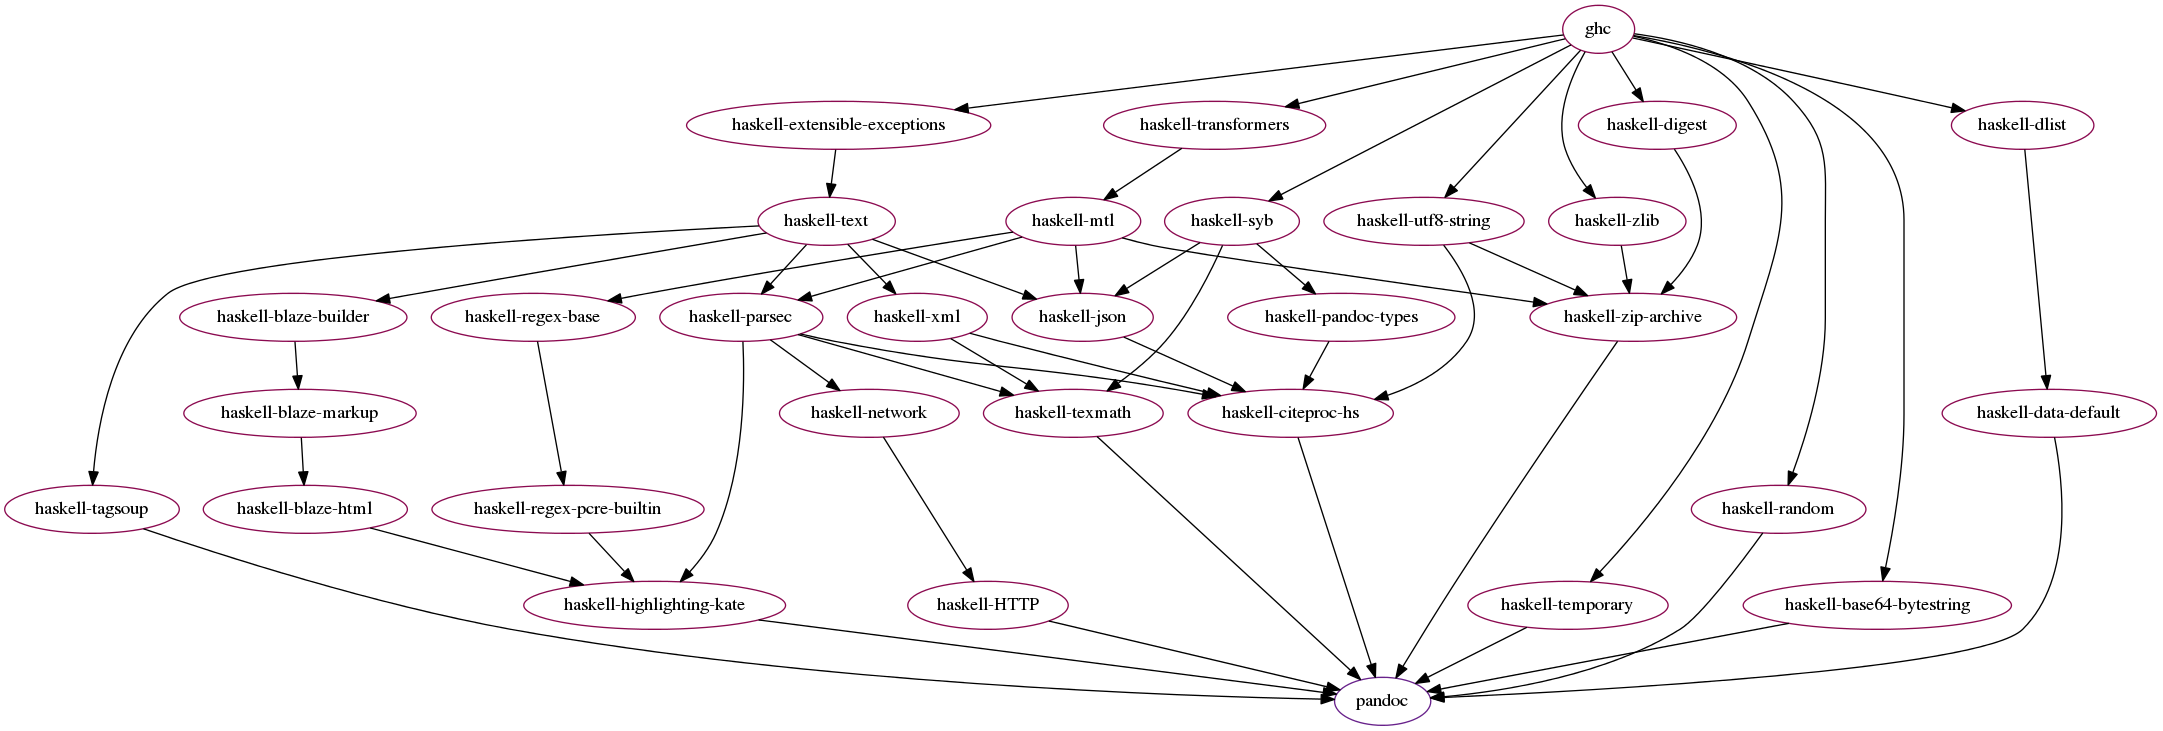 ghc
haskell-extensible-exceptions
haskell-transformers
haskell-digest
haskell-dlist
haskell-text
haskell-mtl
haskell-syb
haskell-utf8-string
haskell-zlib
haskell-blaze-builder
haskell-regex-base
haskell-parsec
haskell-xml
haskell-json
haskell-pandoc-types
haskell-zip-archive
haskell-blaze-markup
haskell-network
haskell-texmath
haskell-citeproc-hs
haskell-data-default
haskell-tagsoup
haskell-blaze-html
haskell-regex-pcre-builtin
haskell-random
haskell-highlighting-kate
haskell-HTTP
haskell-temporary
haskell-base64-bytestring
pandoc